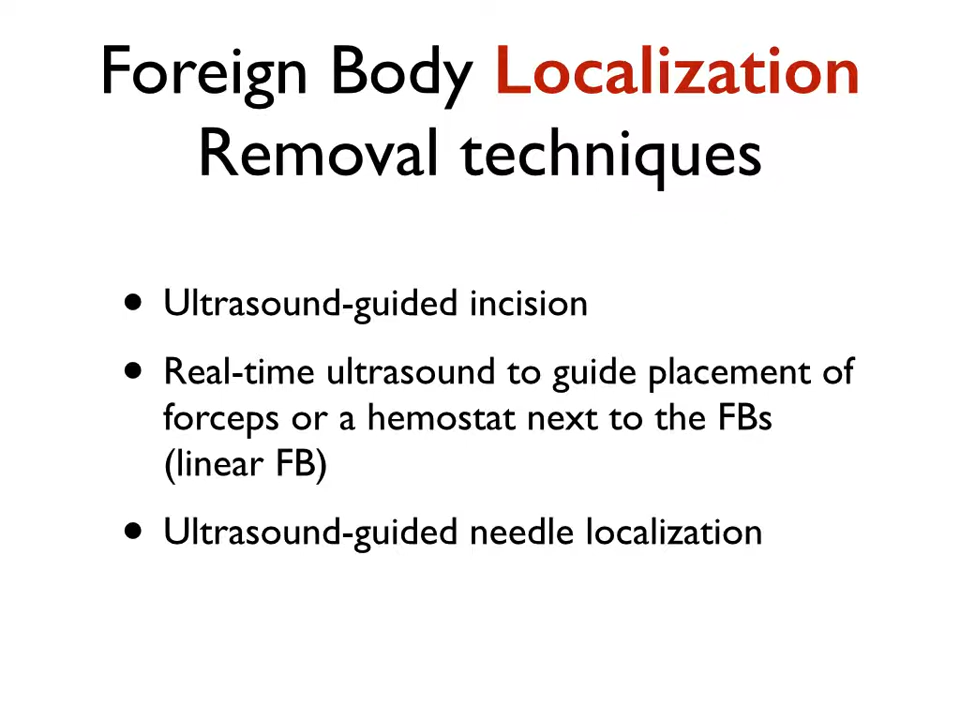 Foreign Body Localization
Removal techniques
• Ultrasound-guided incision
• Real-time ultrasound to guide placement of
forceps or a hemostat next to the FBs
(linear FB)
• Ultrasound-guided needle localization